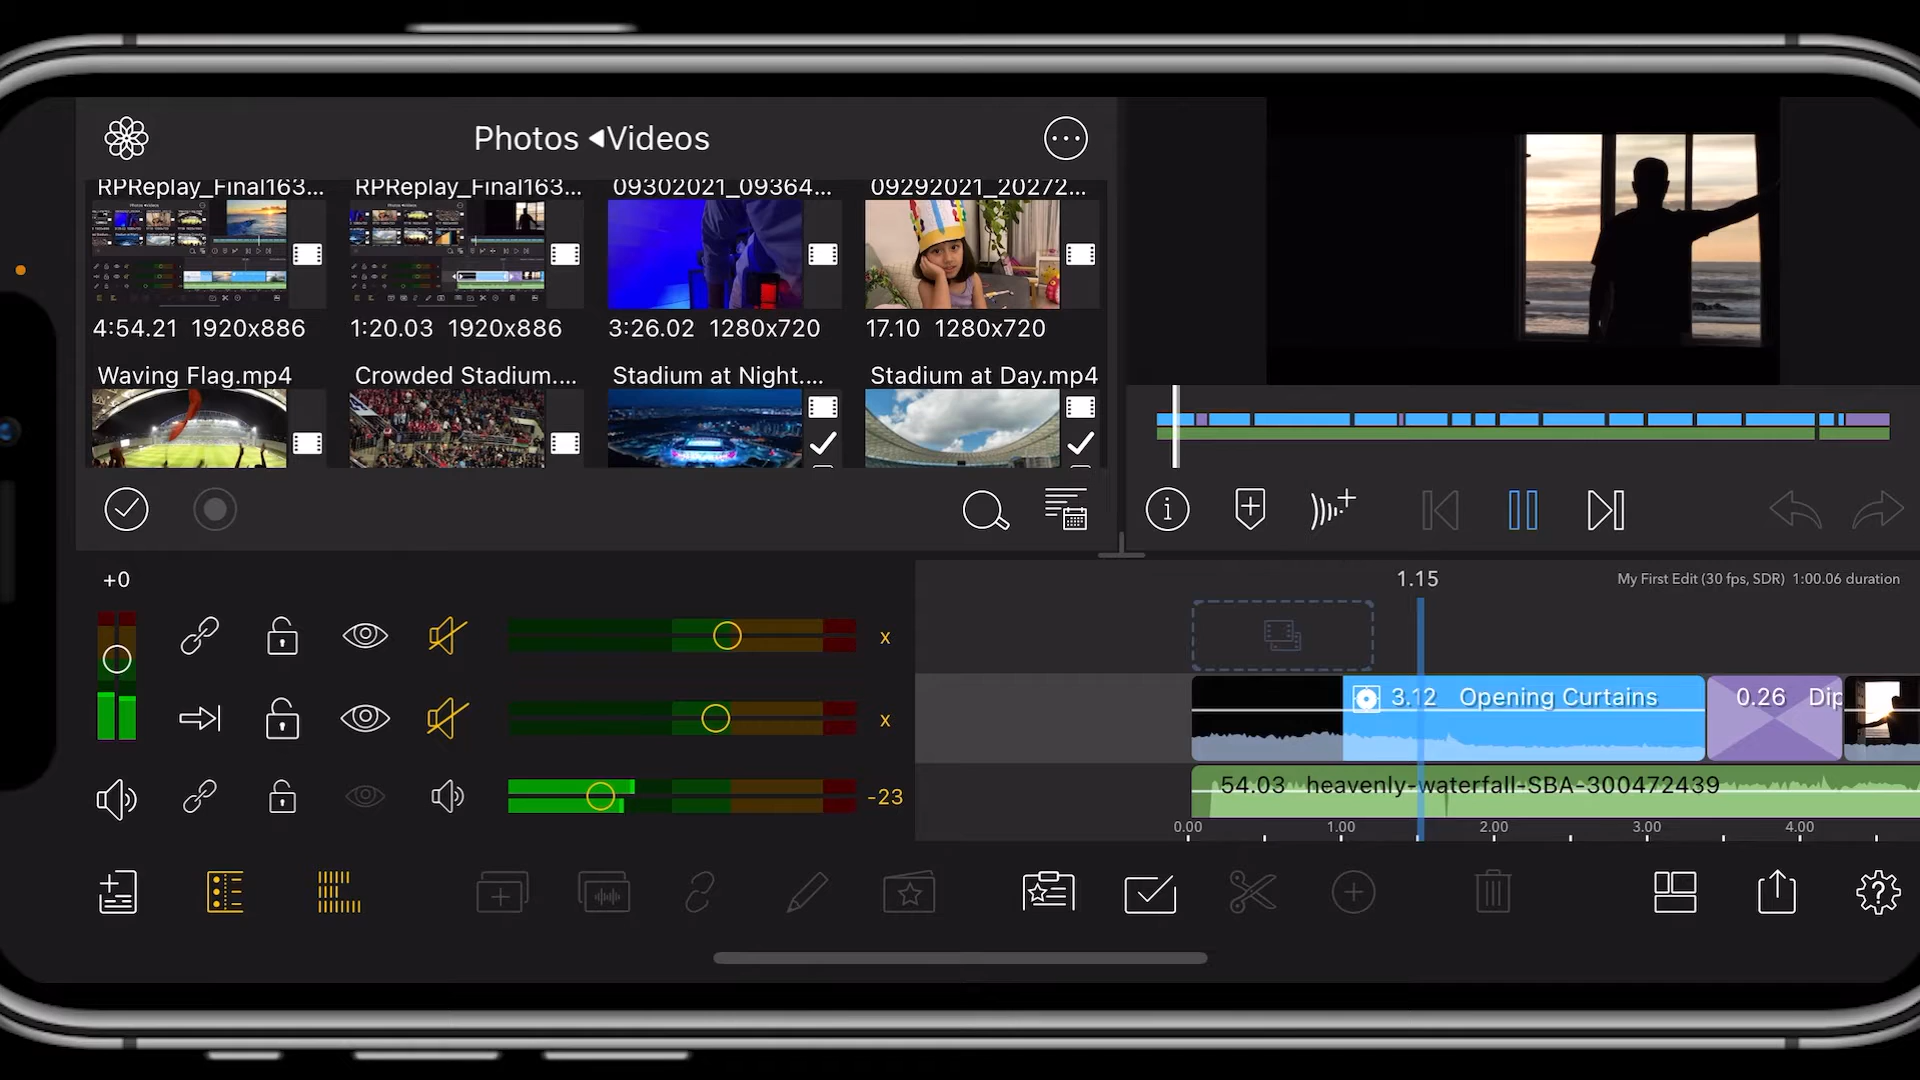 Photos ◀Videos
RPReplay_Final163... RPReplay_Final163... 09302021_09364... 09292021_20272...
4:54.21 1920x886 1:20.03 1920x886 3:26.02 1280x720 17.10 1280x720
Waving Flag.mp4 Crowded Stadium.... Stadium at Night.... Stadium at Day.mp4
+0
1.15
My First Edit (30 fps, SDR) 1:00.06 duration
x
3.12 Opening Curtains
0.26 Dip
x
54.03 heavenly-waterfall-SBA-300472439
-23
0.00 1.00 2.00 3.00 4.00